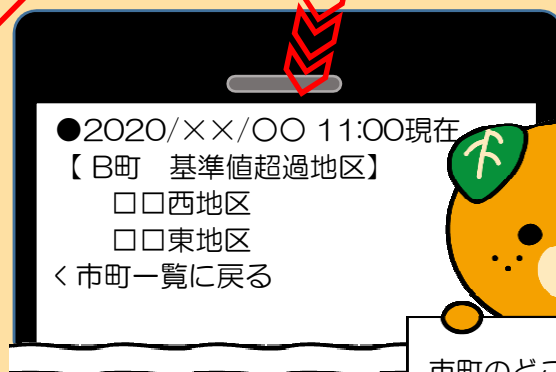 ●2020/××/○○ 11:00現在
【 B町　基準値超過地区】
□□西地区
□□東地区
< 市町一覧に戻る
市町のどこ